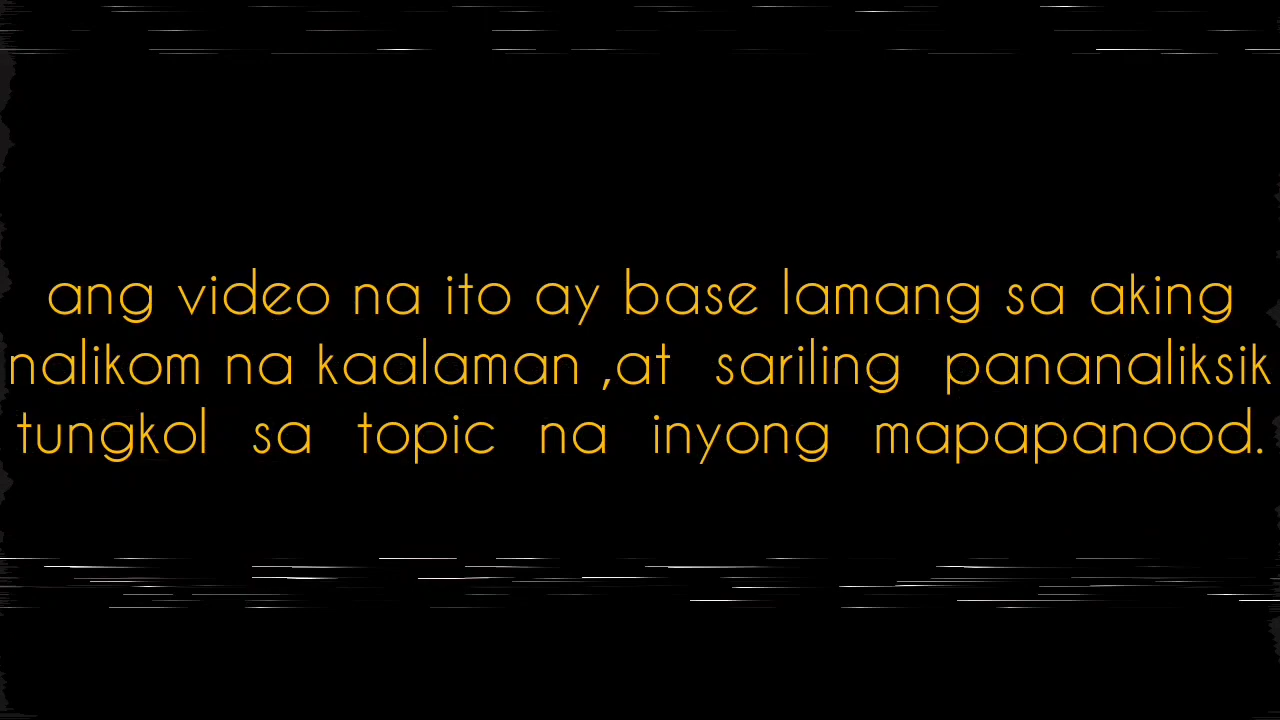 ang video na ito ay base lamang sa aking
nalikom na kaalaman ,at sariling pananaliksik
tungkol sa topic na inyong mapapanood.